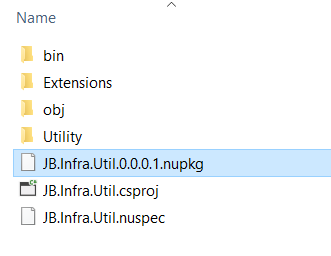 Name
bin
Extensions
obj
Utility
JB.Infra.Util.0.0.0.1.nupkg
JB.Infra.Util.csproj
JB.Infra.Util.nuspec